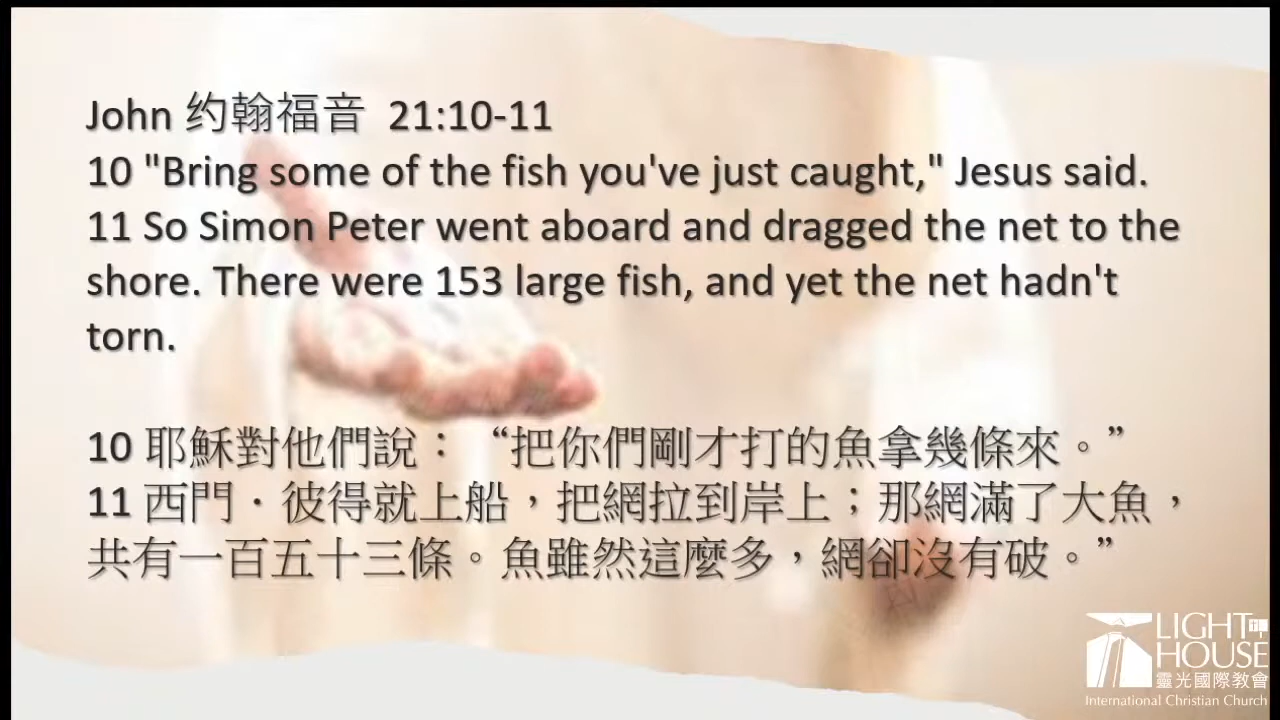 John 约翰福音 21:10-11
10 "Bring some of the fish you've just caught," Jesus said.
11 So Simon Peter went aboard and dragged the net to the
shore. There were 153 large fish, and yet the net hadn't
torn.
10 耶穌對他們說：“把你們剛才打的魚拿幾條來。”
11 西門．彼得就上船，把網拉到岸上；那網滿了大魚，
共有一百五十三條。魚雖然這麼多，網卻沒有破。”
LIGHT
HOUSE
靈光國際教會
International Christian Church